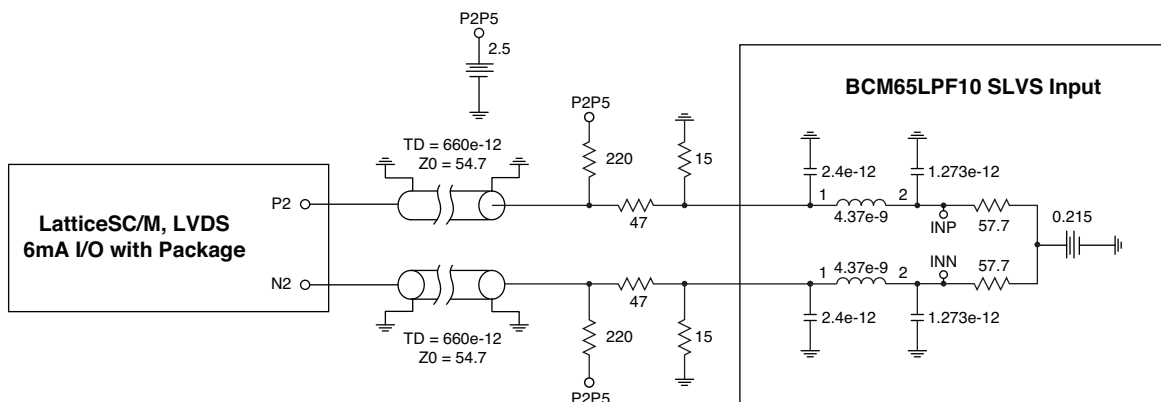 P2P5
2.5
BCM65LPF10 SLVS Input
P2P5
TD = 660e-12
Z0 = 54.7
220
15
2.4e-12
1.273e-12
P2
47
1
2
4.37e-9
INP
57.7
0.215
LatticeSC/M, LVDS
6mA I/O with Package
N2
47
1
4.37e-9
2
INN
57.7
TD = 660e-12
Z0 = 54.7
220
15
2.4e-12
1.273e-12
P2P5